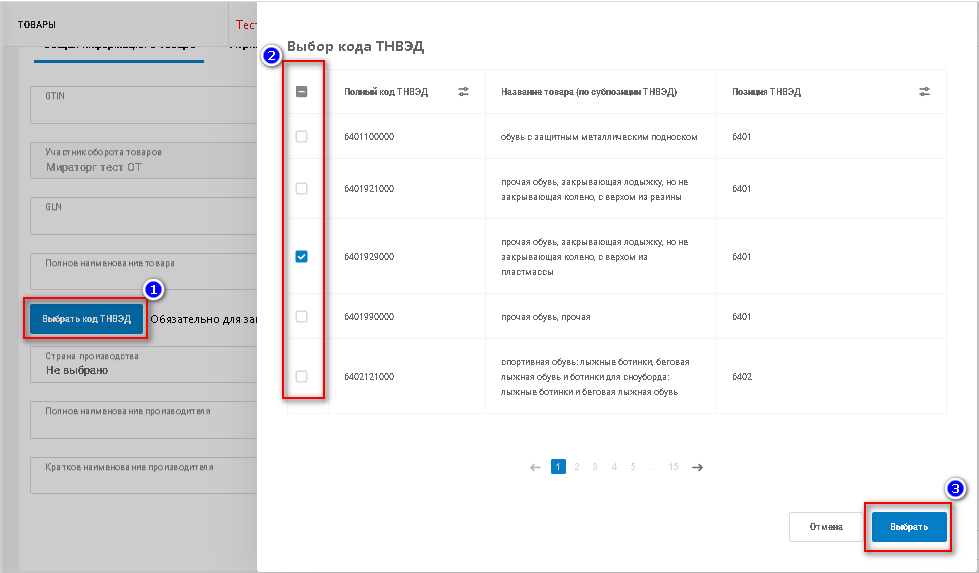 ТОВАРЫ
Тест
GTIN
Участник оборота товаров
Мираторг тест ОТ
GLN
Полное наименование товара
1
Выбрать код ТНВЭД
Обязательно для за
Страна производства
Не выбрано
Полное наименование производителя
Краткое наименование производителя
2
Выбор кода ТНВЭД
Полный код ТНВЭД
Название товара (по субпозиции ТНВЭД)
Позиция ТНВЭД
6401100000
обувь с защитным металлическим подноском
6401
6401921000
прочая обувь, закрывающая лодыжку, но не
закрывающая колено, с верхом из резины
6401
6401929000
прочая обувь, закрывающая лодыжку, но не
закрывающая колено, с верхом из
пластмассы
6401
6401990000
прочая обувь, прочая
6401
6402121000
спортивная обувь: лыжные ботинки, беговая
лыжная обувь и ботинки для сноуборда:
лыжные ботинки и беговая лыжная обувь
6402
← 1 2 3 4 5 ... 15 →
3
Отмена
Выбрать